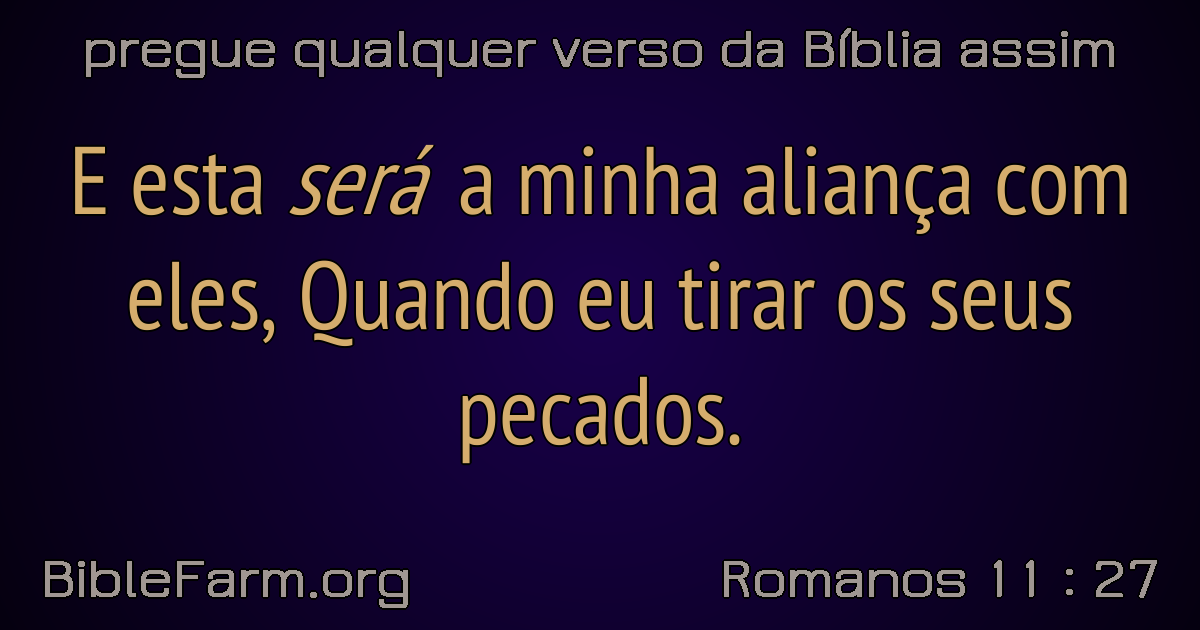 pregue qualquer verso da Bíblia assim
E esta será a minha aliança com
eles, Quando eu tirar os seus
pecados.
BibleFarm.org
Romanos 11 : 27